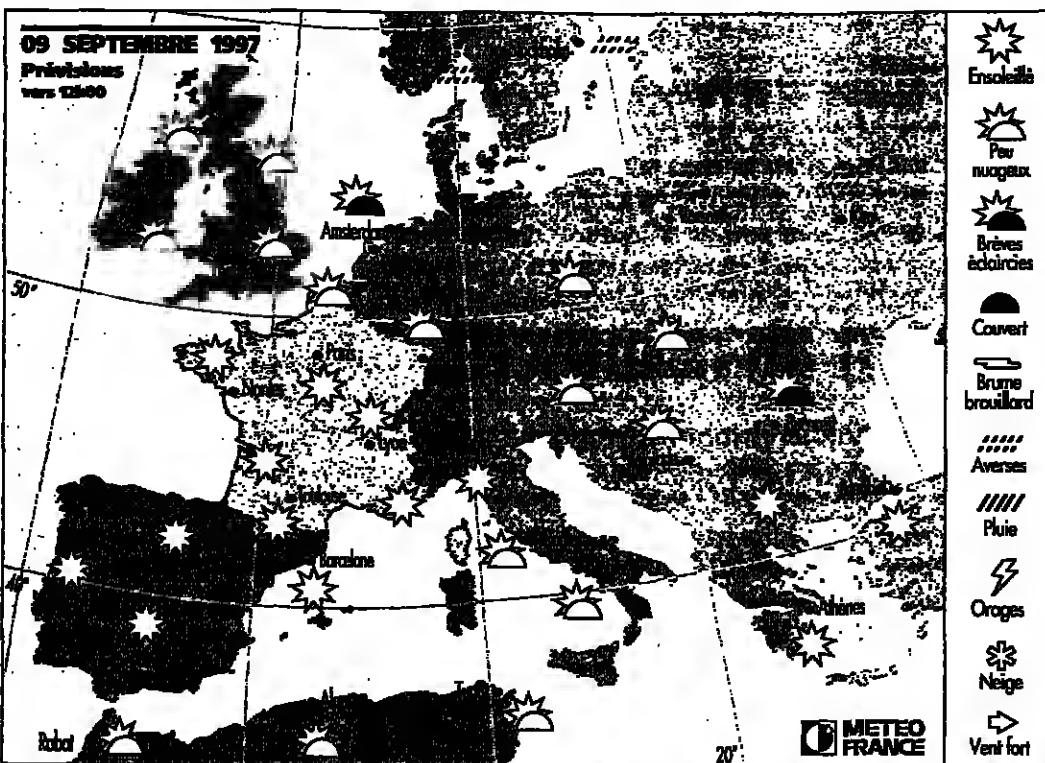 09 SEPTEMBRE 1997
Prévisions
vers 12h00
Amsterdam
50°
Paris
Nantes
Lyon
Toulouse
Barcelone
40°
Athènes
Rabat
20°
METEO
FRANCE
Ensoleillé
Peu
nuageux
Brèves
éclaircies
Couvert
Brume
brouillard
Averses
Pluie
Orages
Neige
Vent fort